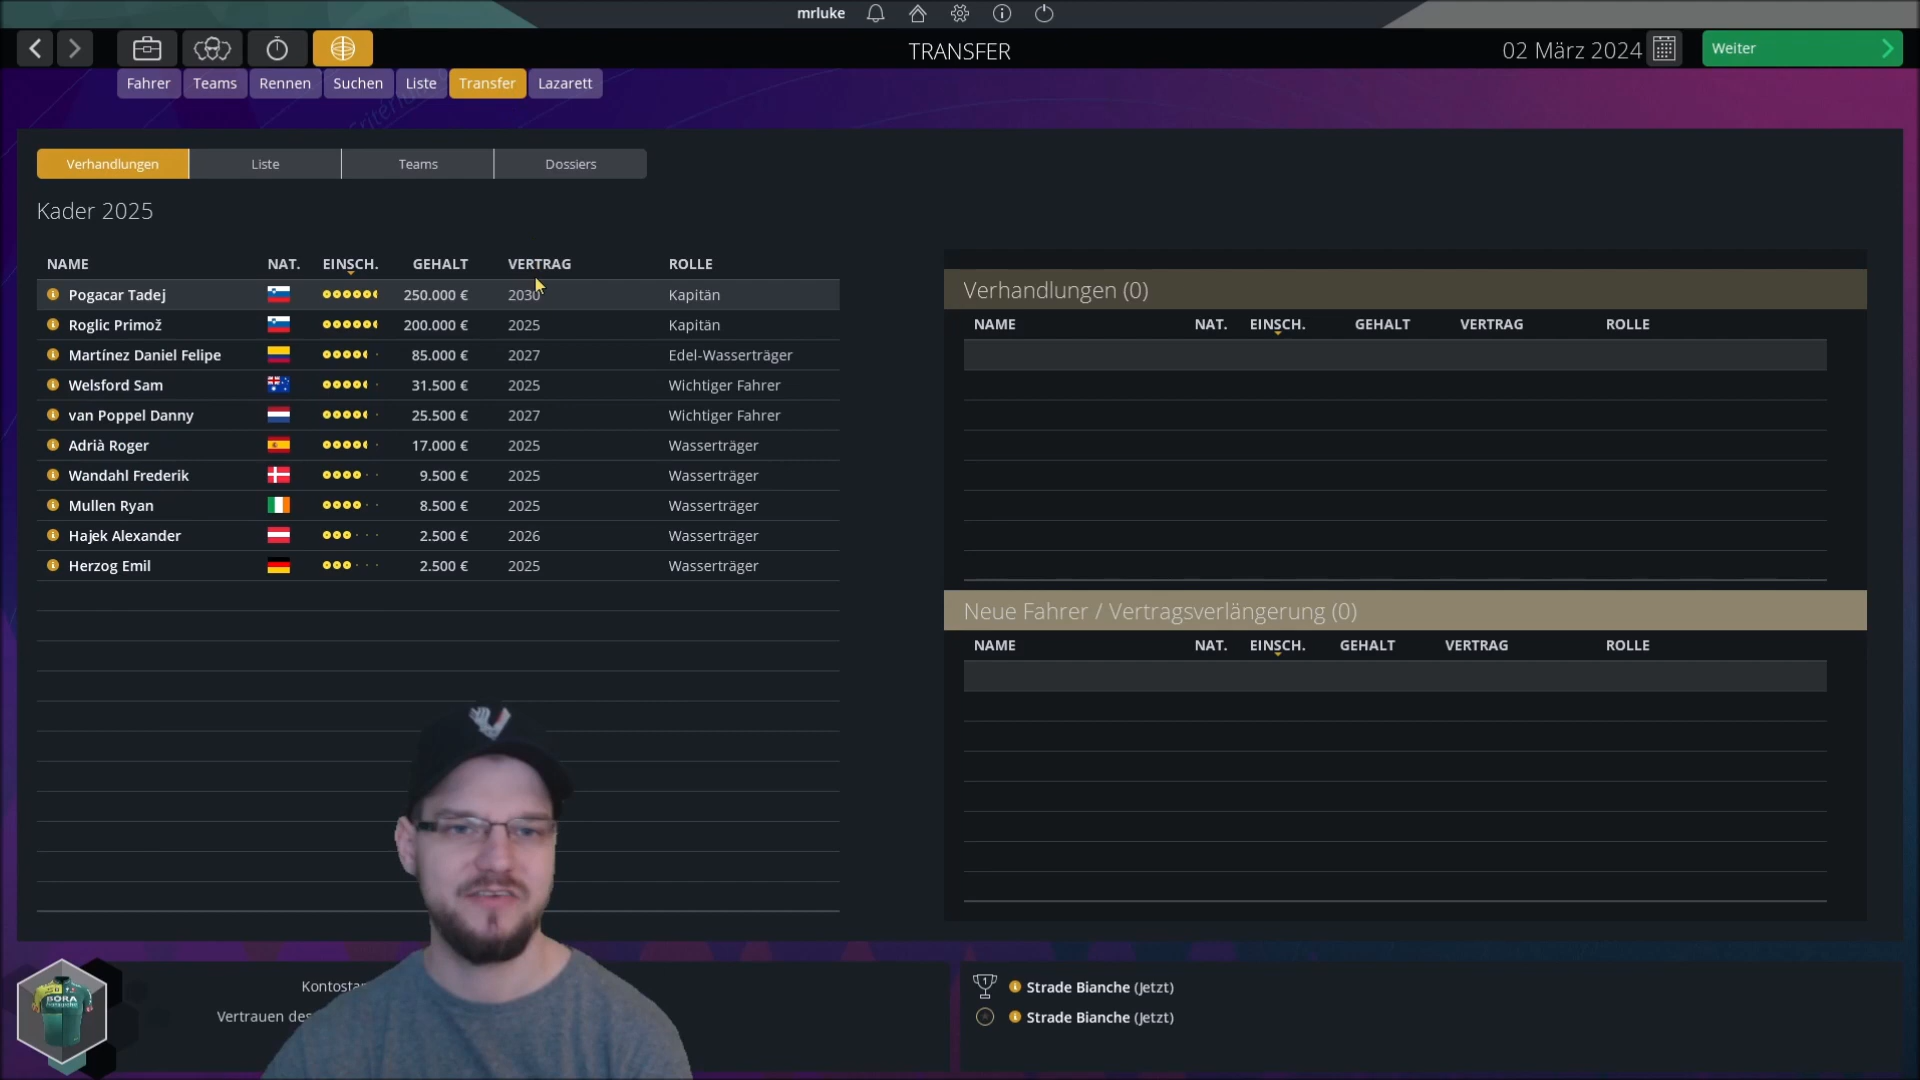 mrluke
TRANSFER
02 März 2024
Weiter
Fahrer Teams Rennen Suchen Liste Transfer Lazarett
Verhandlungen Liste Teams Dossiers
Kader 2025
NAME NAT. EINSCH. GEHALT VERTRAG ROLLE
Pogacar Tadej 250.000 € 2030 Kapitän
Roglic Primož 200.000 € 2025 Kapitän
Martínez Daniel Felipe 85.000 € 2027 Edel-Wasserträger
Welsford Sam 31.500 € 2025 Wichtiger Fahrer
van Poppel Danny 25.500 € 2027 Wichtiger Fahrer
Adrià Roger 17.000 € 2025 Wasserträger
Wandahl Frederik 9.500 € 2025 Wasserträger
Mullen Ryan 8.500 € 2025 Wasserträger
Hajek Alexander 2.500 € 2026 Wasserträger
Herzog Emil 2.500 € 2025 Wasserträger
Verhandlungen (0)
NAME NAT. EINSCH. GEHALT VERTRAG ROLLE
Neue Fahrer / Vertragsverlängerung (0)
NAME NAT. EINSCH. GEHALT VERTRAG ROLLE
BORA
Vertrauen des
Strade Bianche (Jetzt)
Strade Bianche (Jetzt)